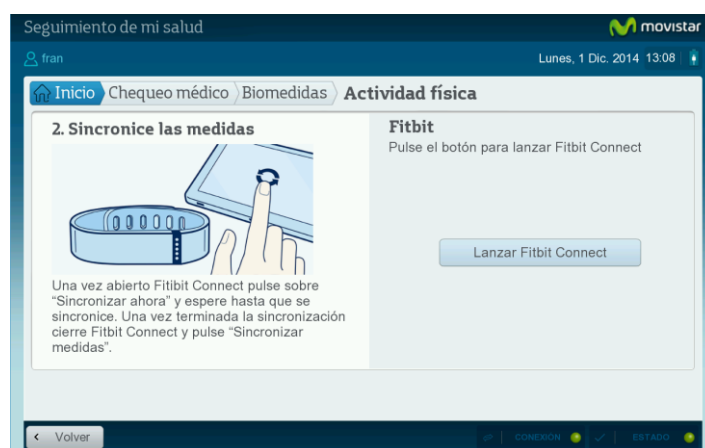 Seguimiento de mi salud
movistar
fran
Lunes, 1 Dic. 2014 13:08
Inicio Chequeo médico Biomedidas Actividad física
2. Sincronice las medidas
Una vez abierto Fitibit Connect pulse sobre
“Sincronizar ahora” y espere hasta que se
sincronice. Una vez terminada la sincronización
cierre Fitbit Connect y pulse “Sincronizar
medidas”.
Fitbit
Pulse el botón para lanzar Fitbit Connect
Lanzar Fitbit Connect
Volver
CONEXIÓN
ESTADO